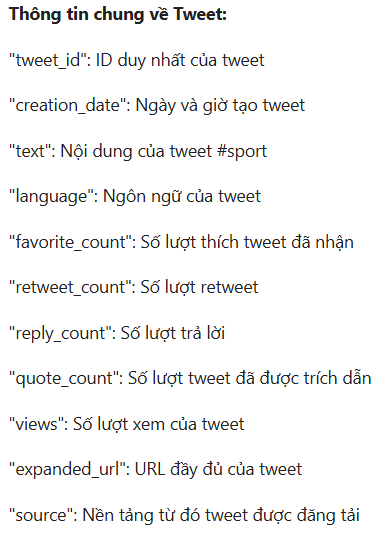 Thông tin chung về Tweet:
"tweet_id": ID duy nhất của tweet
"creation_date": Ngày và giờ tạo tweet
"text": Nội dung của tweet #sport
"language": Ngôn ngữ của tweet
"favorite_count": Số lượt thích tweet đã nhận
"retweet_count": Số lượt retweet
"reply_count": Số lượt trả lời
"quote_count": Số lượt tweet đã được trích dẫn
"views": Số lượt xem của tweet
"expanded_url": URL đầy đủ của tweet
"source": Nền tảng từ đó tweet được đăng tải